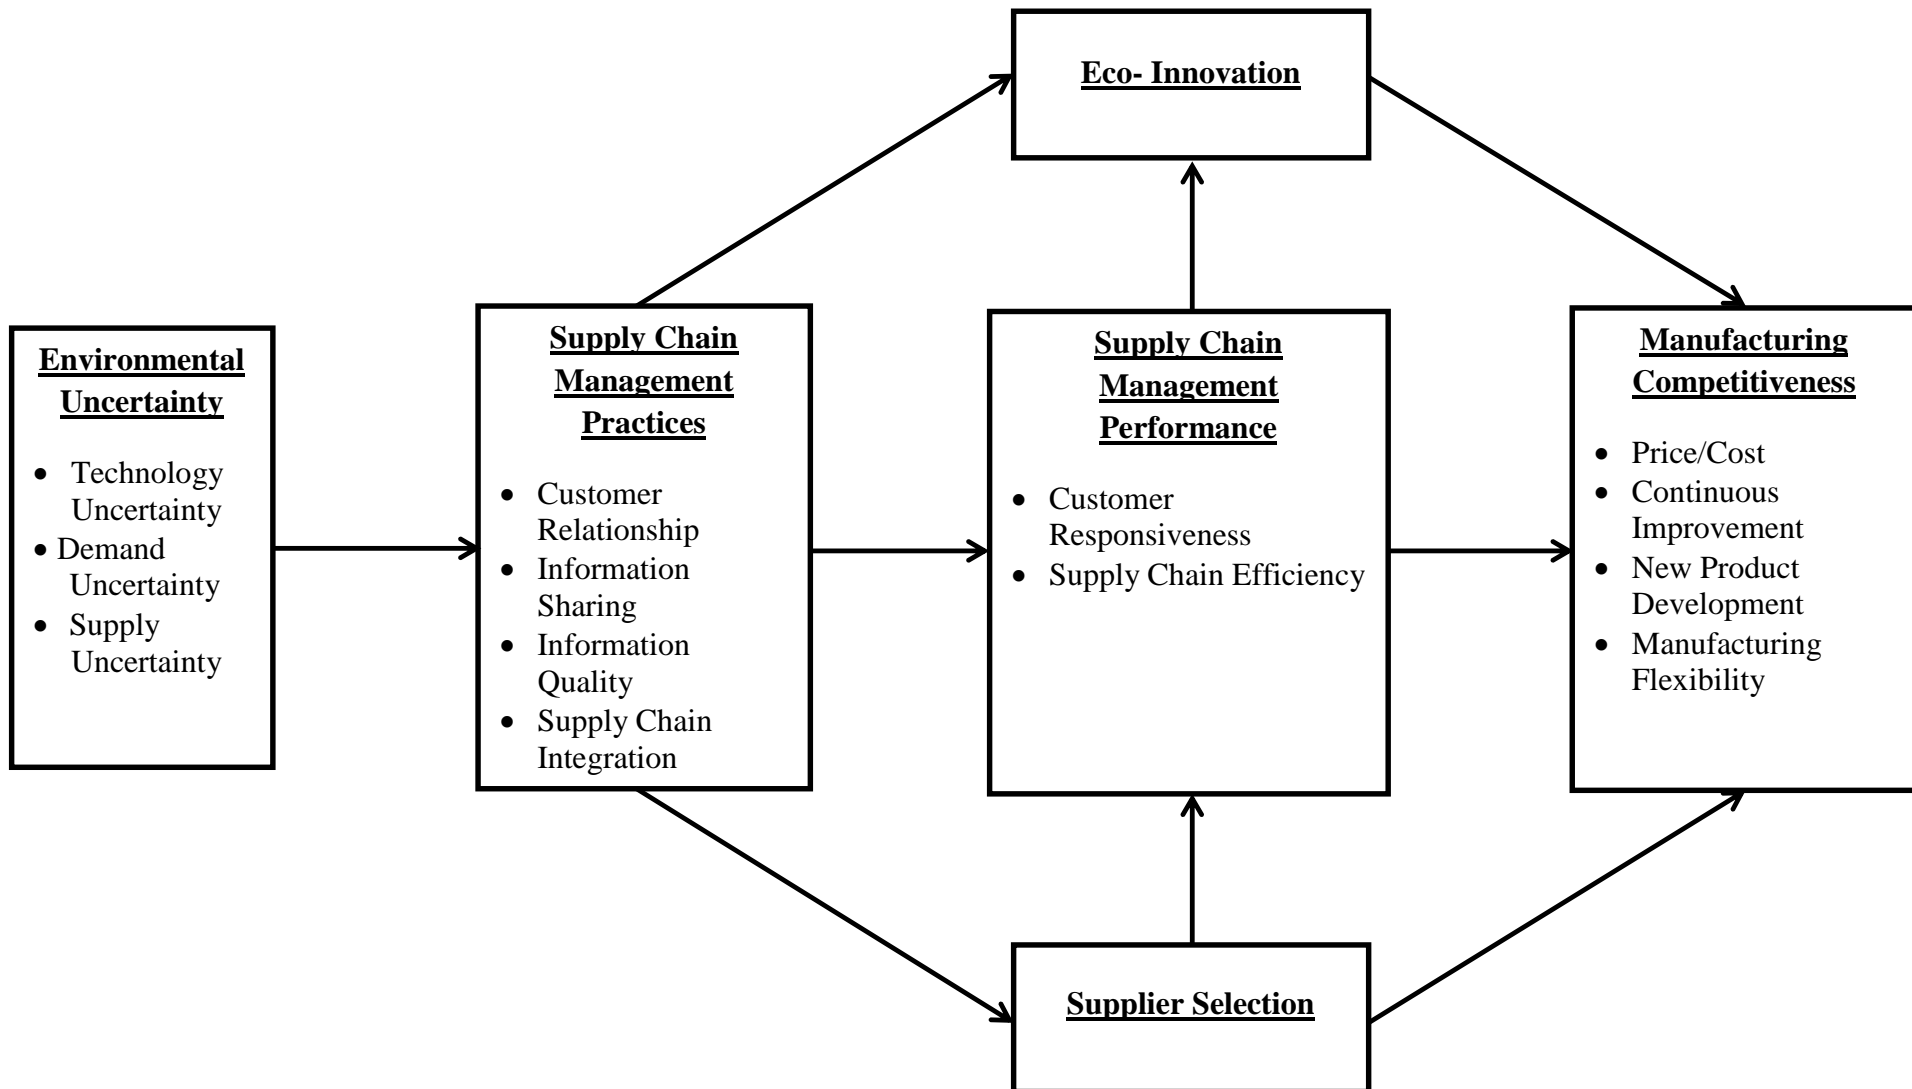 Eco- Innovation
Environmental
Uncertainty
• Technology
Uncertainty
• Demand
Uncertainty
• Supply
Uncertainty
Supply Chain
Management
Practices
• Customer
Relationship
• Information
Sharing
• Information
Quality
• Supply Chain
Integration
Supply Chain
Management
Performance
• Customer
Responsiveness
• Supply Chain Efficiency
Manufacturing
Competitiveness
• Price/Cost
• Continuous
Improvement
• New Product
Development
• Manufacturing
Flexibility
Supplier Selection